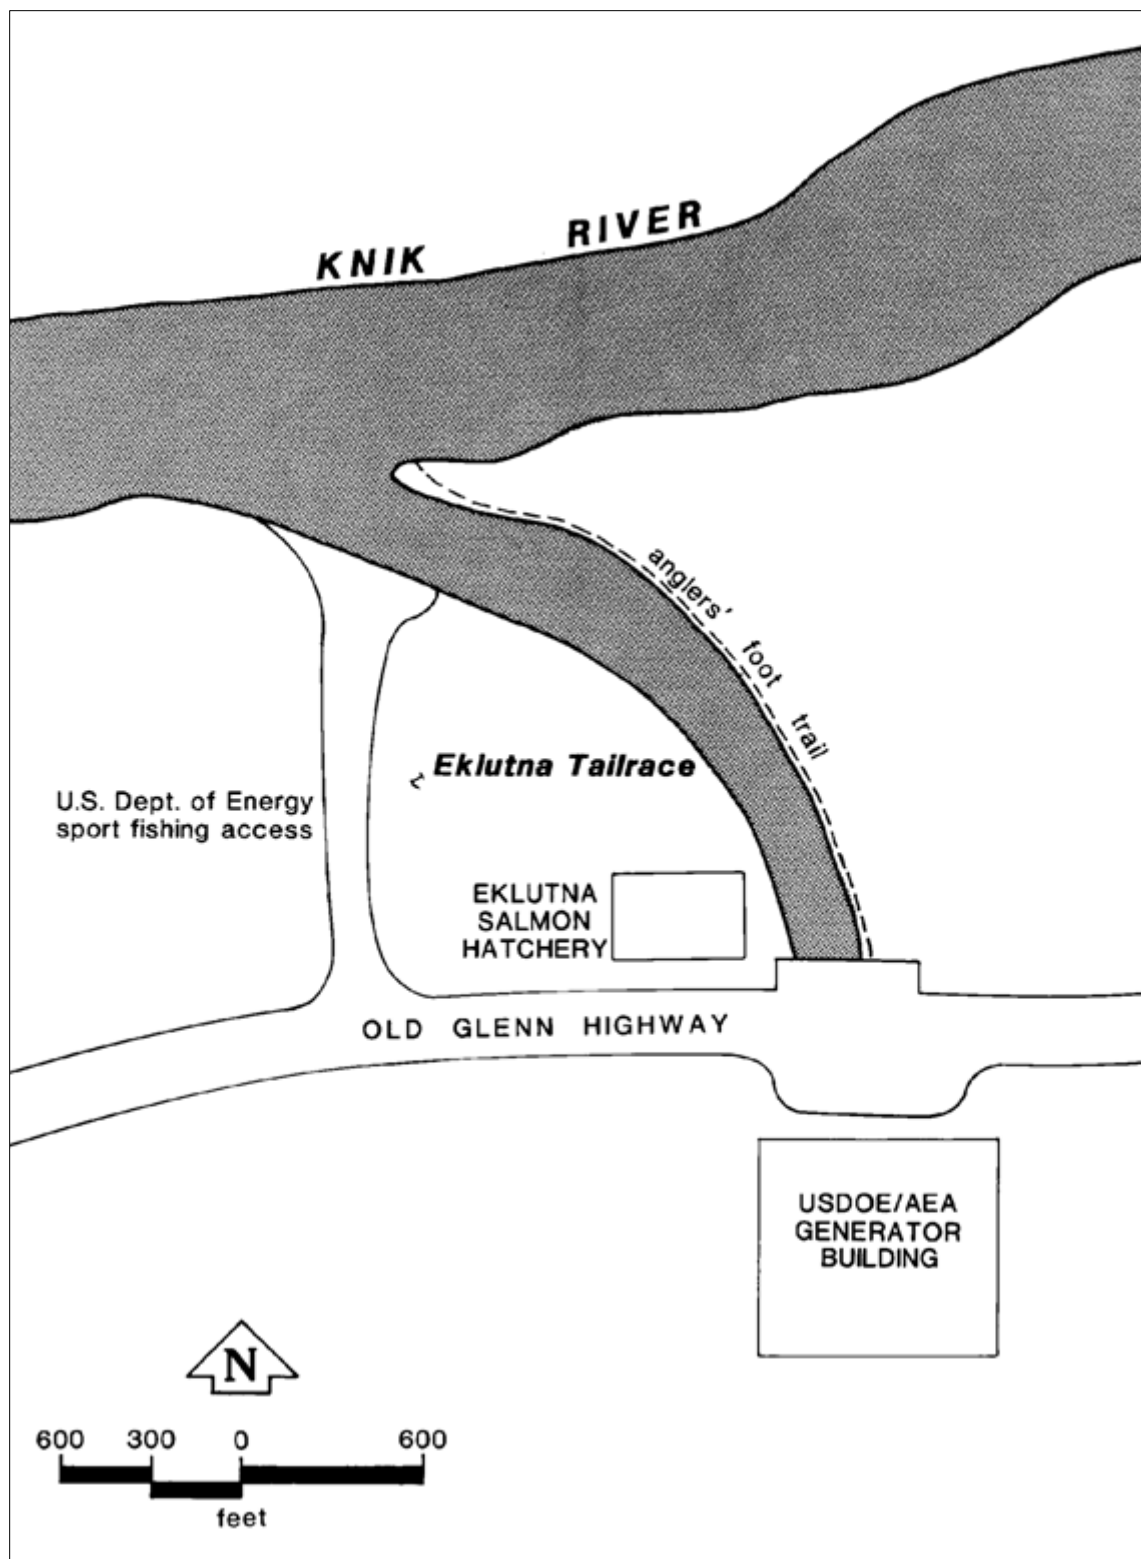 KNIK RIVER
anglers' foot trail
Eklutna Tailrace
U.S. Dept. of Energy
sport fishing access
EKLUTNA
SALMON
HATCHERY
OLD GLENN HIGHWAY
USDOE/AEA
GENERATOR
BUILDING
N
600 300 0 600
feet